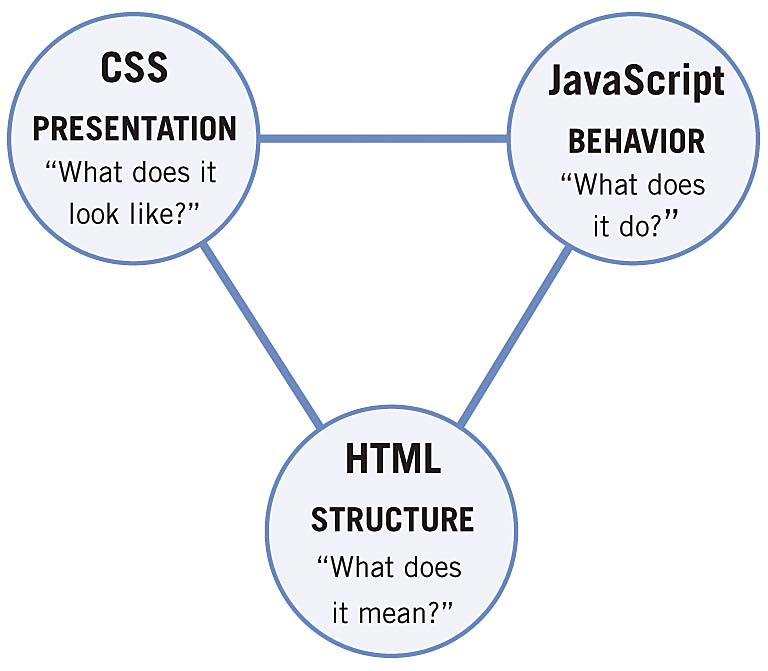 CSS
PRESENTATION
“What does it
look like?”
JavaScript
BEHAVIOR
“What does
it do?”
HTML
STRUCTURE
“What does
it mean?”